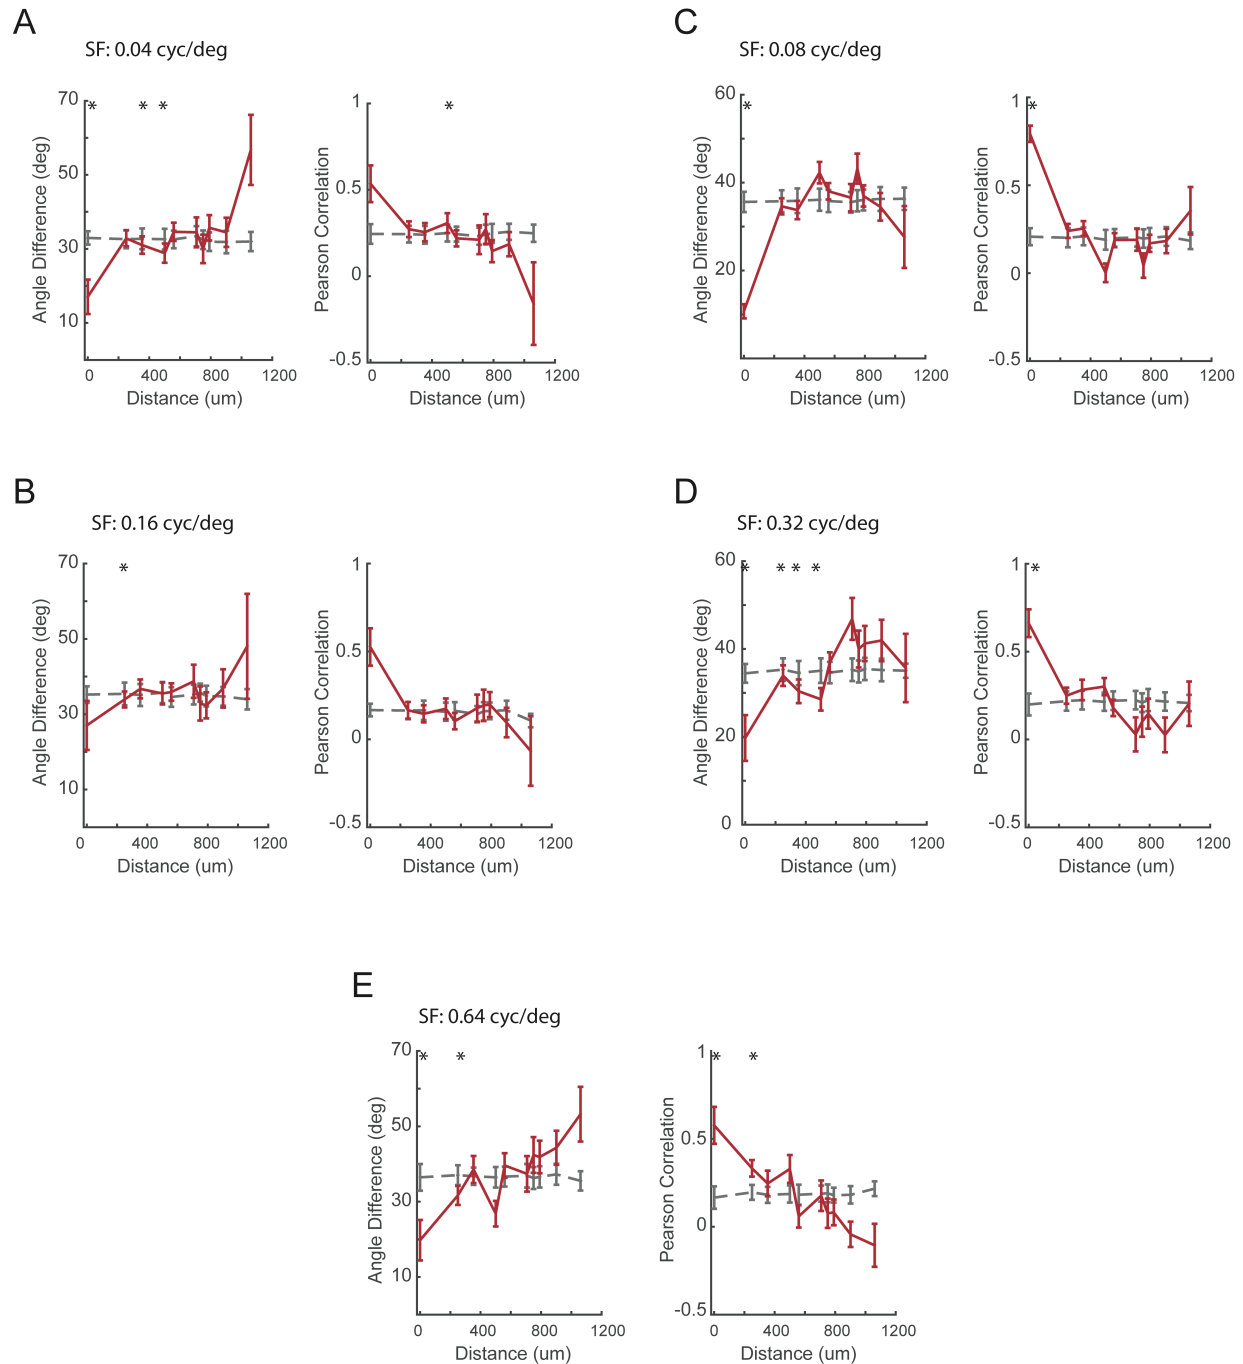 A
SF: 0.04 cyc/deg
70
50
30
10
* * *
Angle Difference (deg)
0 400 800 1200
Distance (um)
1
0.5
0
-0.5
*
Pearson Correlation
0 400 800 1200
Distance (um)
C
SF: 0.08 cyc/deg
60
40
20
*
Angle Difference (deg)
0 400 800 1200
Distance (um)
1
0.5
0
-0.5
*
Pearson Correlation
0 400 800 1200
Distance (um)
B
SF: 0.16 cyc/deg
70
50
30
10
*
Angle Difference (deg)
0 400 800 1200
Distance (um)
1
0.5
0
-0.5
Pearson Correlation
0 400 800 1200
Distance (um)
D
SF: 0.32 cyc/deg
60
40
20
0
* * * *
Angle Difference (deg)
0 400 800 1200
Distance (um)
1
0.5
0
-0.5
*
Pearson Correlation
0 400 800 1200
Distance (um)
E
SF: 0.64 cyc/deg
70
50
30
10
* *
Angle Difference (deg)
0 400 800 1200
Distance (um)
1
0.5
0
-0.5
* *
Pearson Correlation
0 400 800 1200
Distance (um)